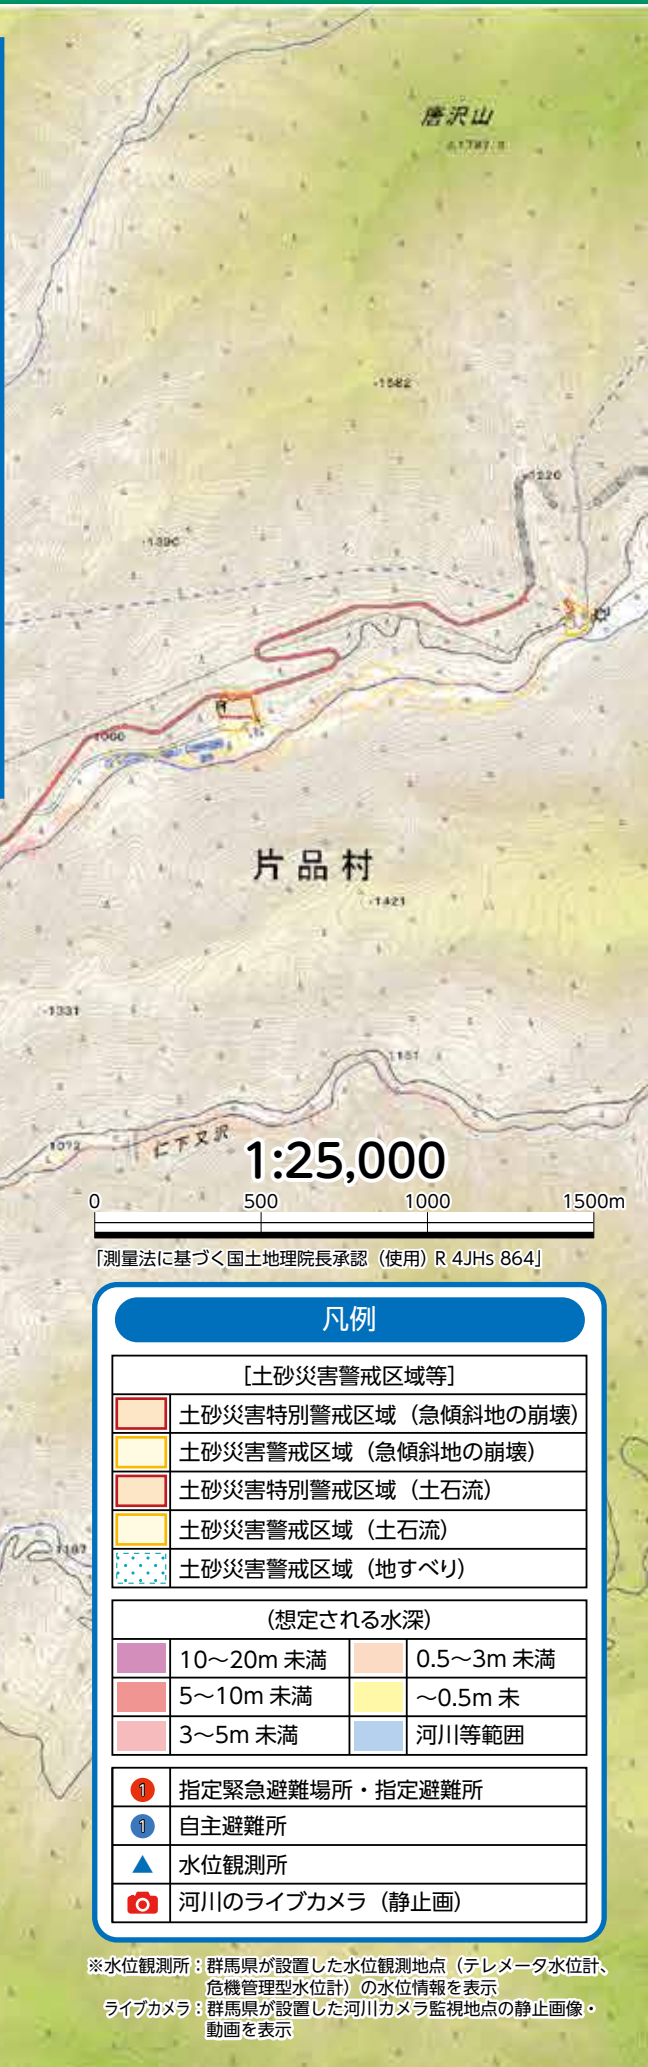 唐沢山
-1582
-1220
-1390
1000
片品村
-1421
-1331
1151
1072
仁下又沢
1:25,000
0 500 1000 1500m
「測量法に基づく国土地理院長承認（使用）R 4JHs 864」
凡例
［土砂災害警戒区域等］
土砂災害特別警戒区域（急傾斜地の崩壊）
土砂災害警戒区域（急傾斜地の崩壊）
土砂災害特別警戒区域（土石流）
土砂災害警戒区域（土石流）
土砂災害警戒区域（地すべり）
1187
（想定される水深）
10～20m 未満 0.5～3m 未満
5～10m 未満 ～0.5m 未
3～5m 未満 河川等範囲
1 指定緊急避難場所・指定避難所
1 自主避難所
水位観測所
河川のライブカメラ（静止画）
※水位観測所：群馬県が設置した水位観測地点（テレメータ水位計、
危機管理型水位計）の水位情報を表示
ライブカメラ：群馬県が設置した河川カメラ監視地点の静止画像・
動画を表示